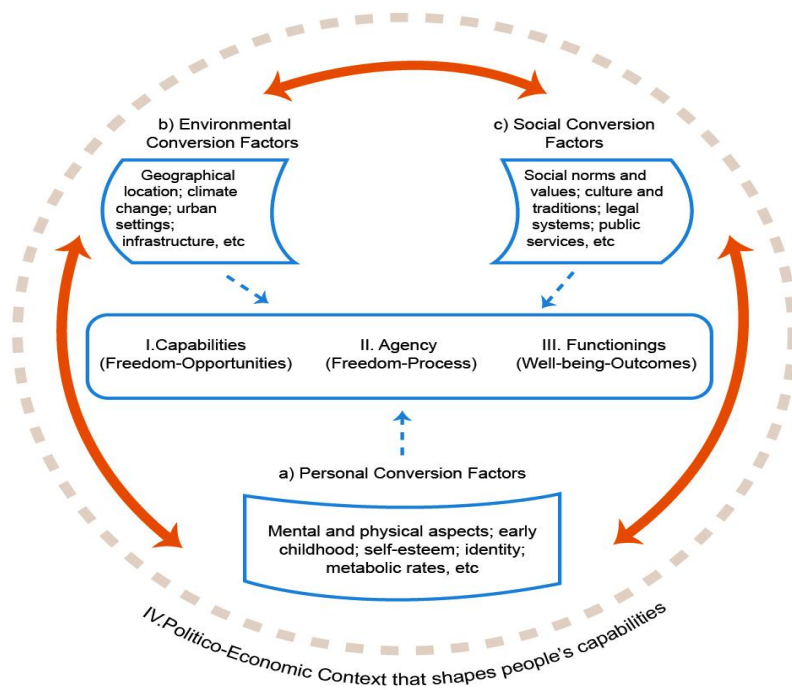 b) Environmental
Conversion Factors
Geographical
location; climate
change; urban
settings;
infrastructure, etc
c) Social Conversion
Factors
Social norms and
values; culture and
traditions; legal
systems; public
services, etc
I.Capabilities
(Freedom-Opportunities)
II. Agency
(Freedom-Process)
III. Functionings
(Well-being-Outcomes)
a) Personal Conversion Factors
Mental and physical aspects; early
childhood; self-esteem; identity;
metabolic rates, etc
IV.Politico-Economic Context that shapes people's capabilities